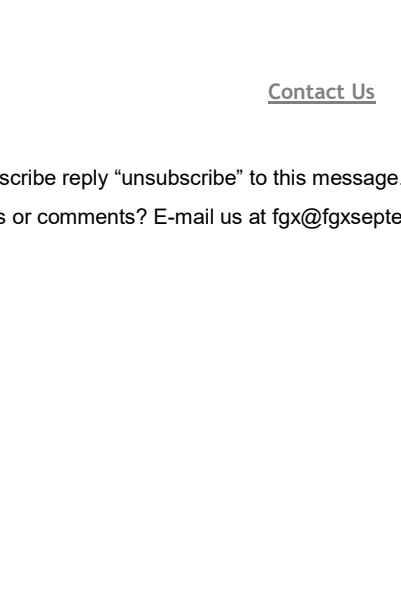 Contact Us
scribe reply “unsubscribe” to this message.
s or comments? E-mail us at fgx@fgxsepte